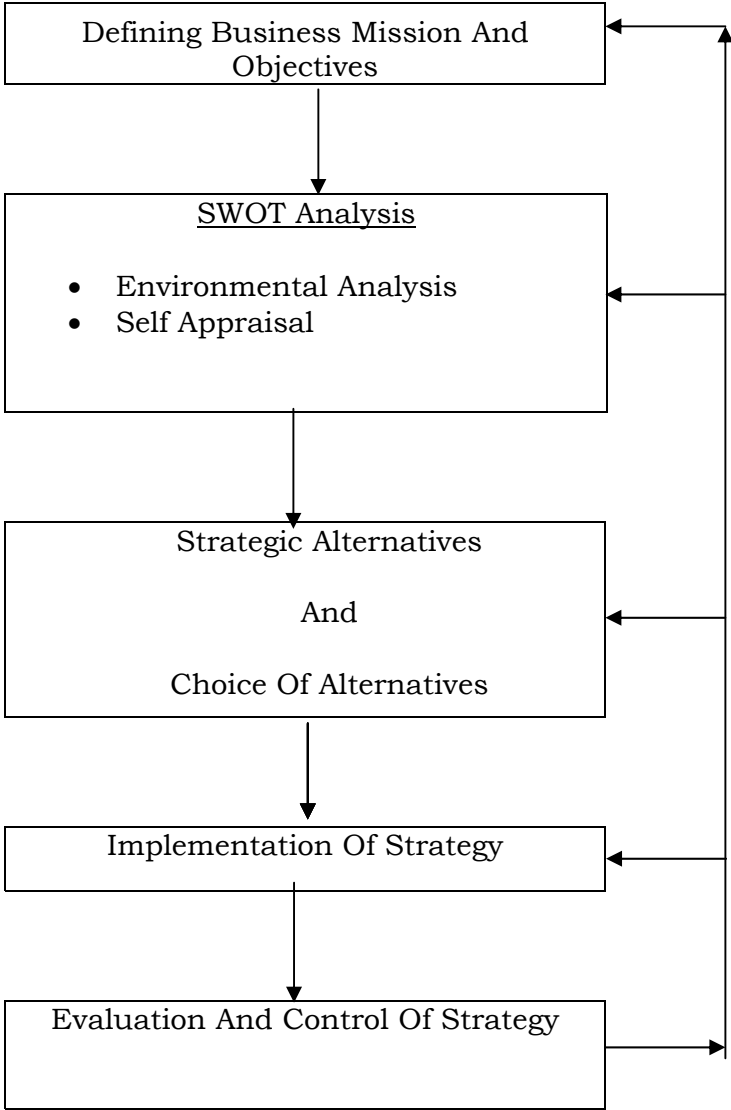 Defining Business Mission And
Objectives
SWOT Analysis
• Environmental Analysis
• Self Appraisal
Strategic Alternatives
And
Choice Of Alternatives
Implementation Of Strategy
Evaluation And Control Of Strategy